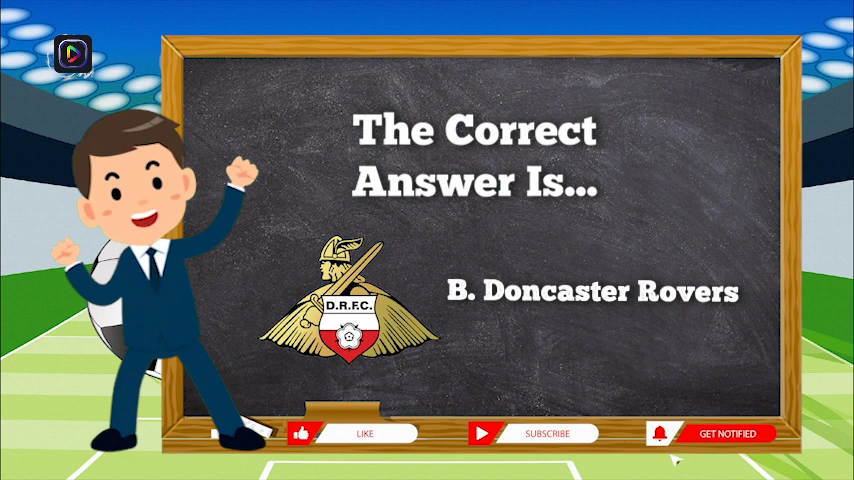 The Correct
Answer Is...
D.R.F.C.
B. Doncaster Rovers
LIKE
SUBSCRIBE
GET NOTIFIED